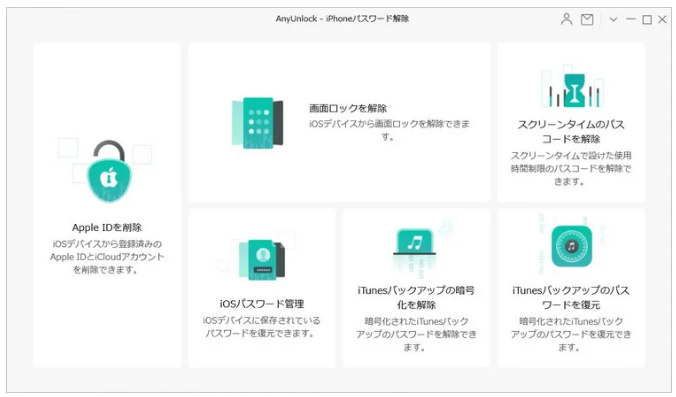 AnyUnlock - iPhoneパスワード解除
画面ロックを解除
iOSデバイスから画面ロックを解除できま
す。
スクリーンタイムのパス
コードを解除
スクリーンタイムで設けた使用
時間制限のパスコードを解除で
きます。
Apple IDを削除
iOSデバイスから登録済みの
Apple IDとiCloudアカウント
を削除できます。
iOSパスワード管理
iOSデバイスに保存されている
パスワードを復元できます。
iTunesバックアップの暗号
化を解除
暗号化されたiTunesバック
アップのパスワードを解除でき
ます。
iTunesバックアップのパス
ワードを復元
暗号化されたiTunesバック
アップのパスワードを復元でき
ます。